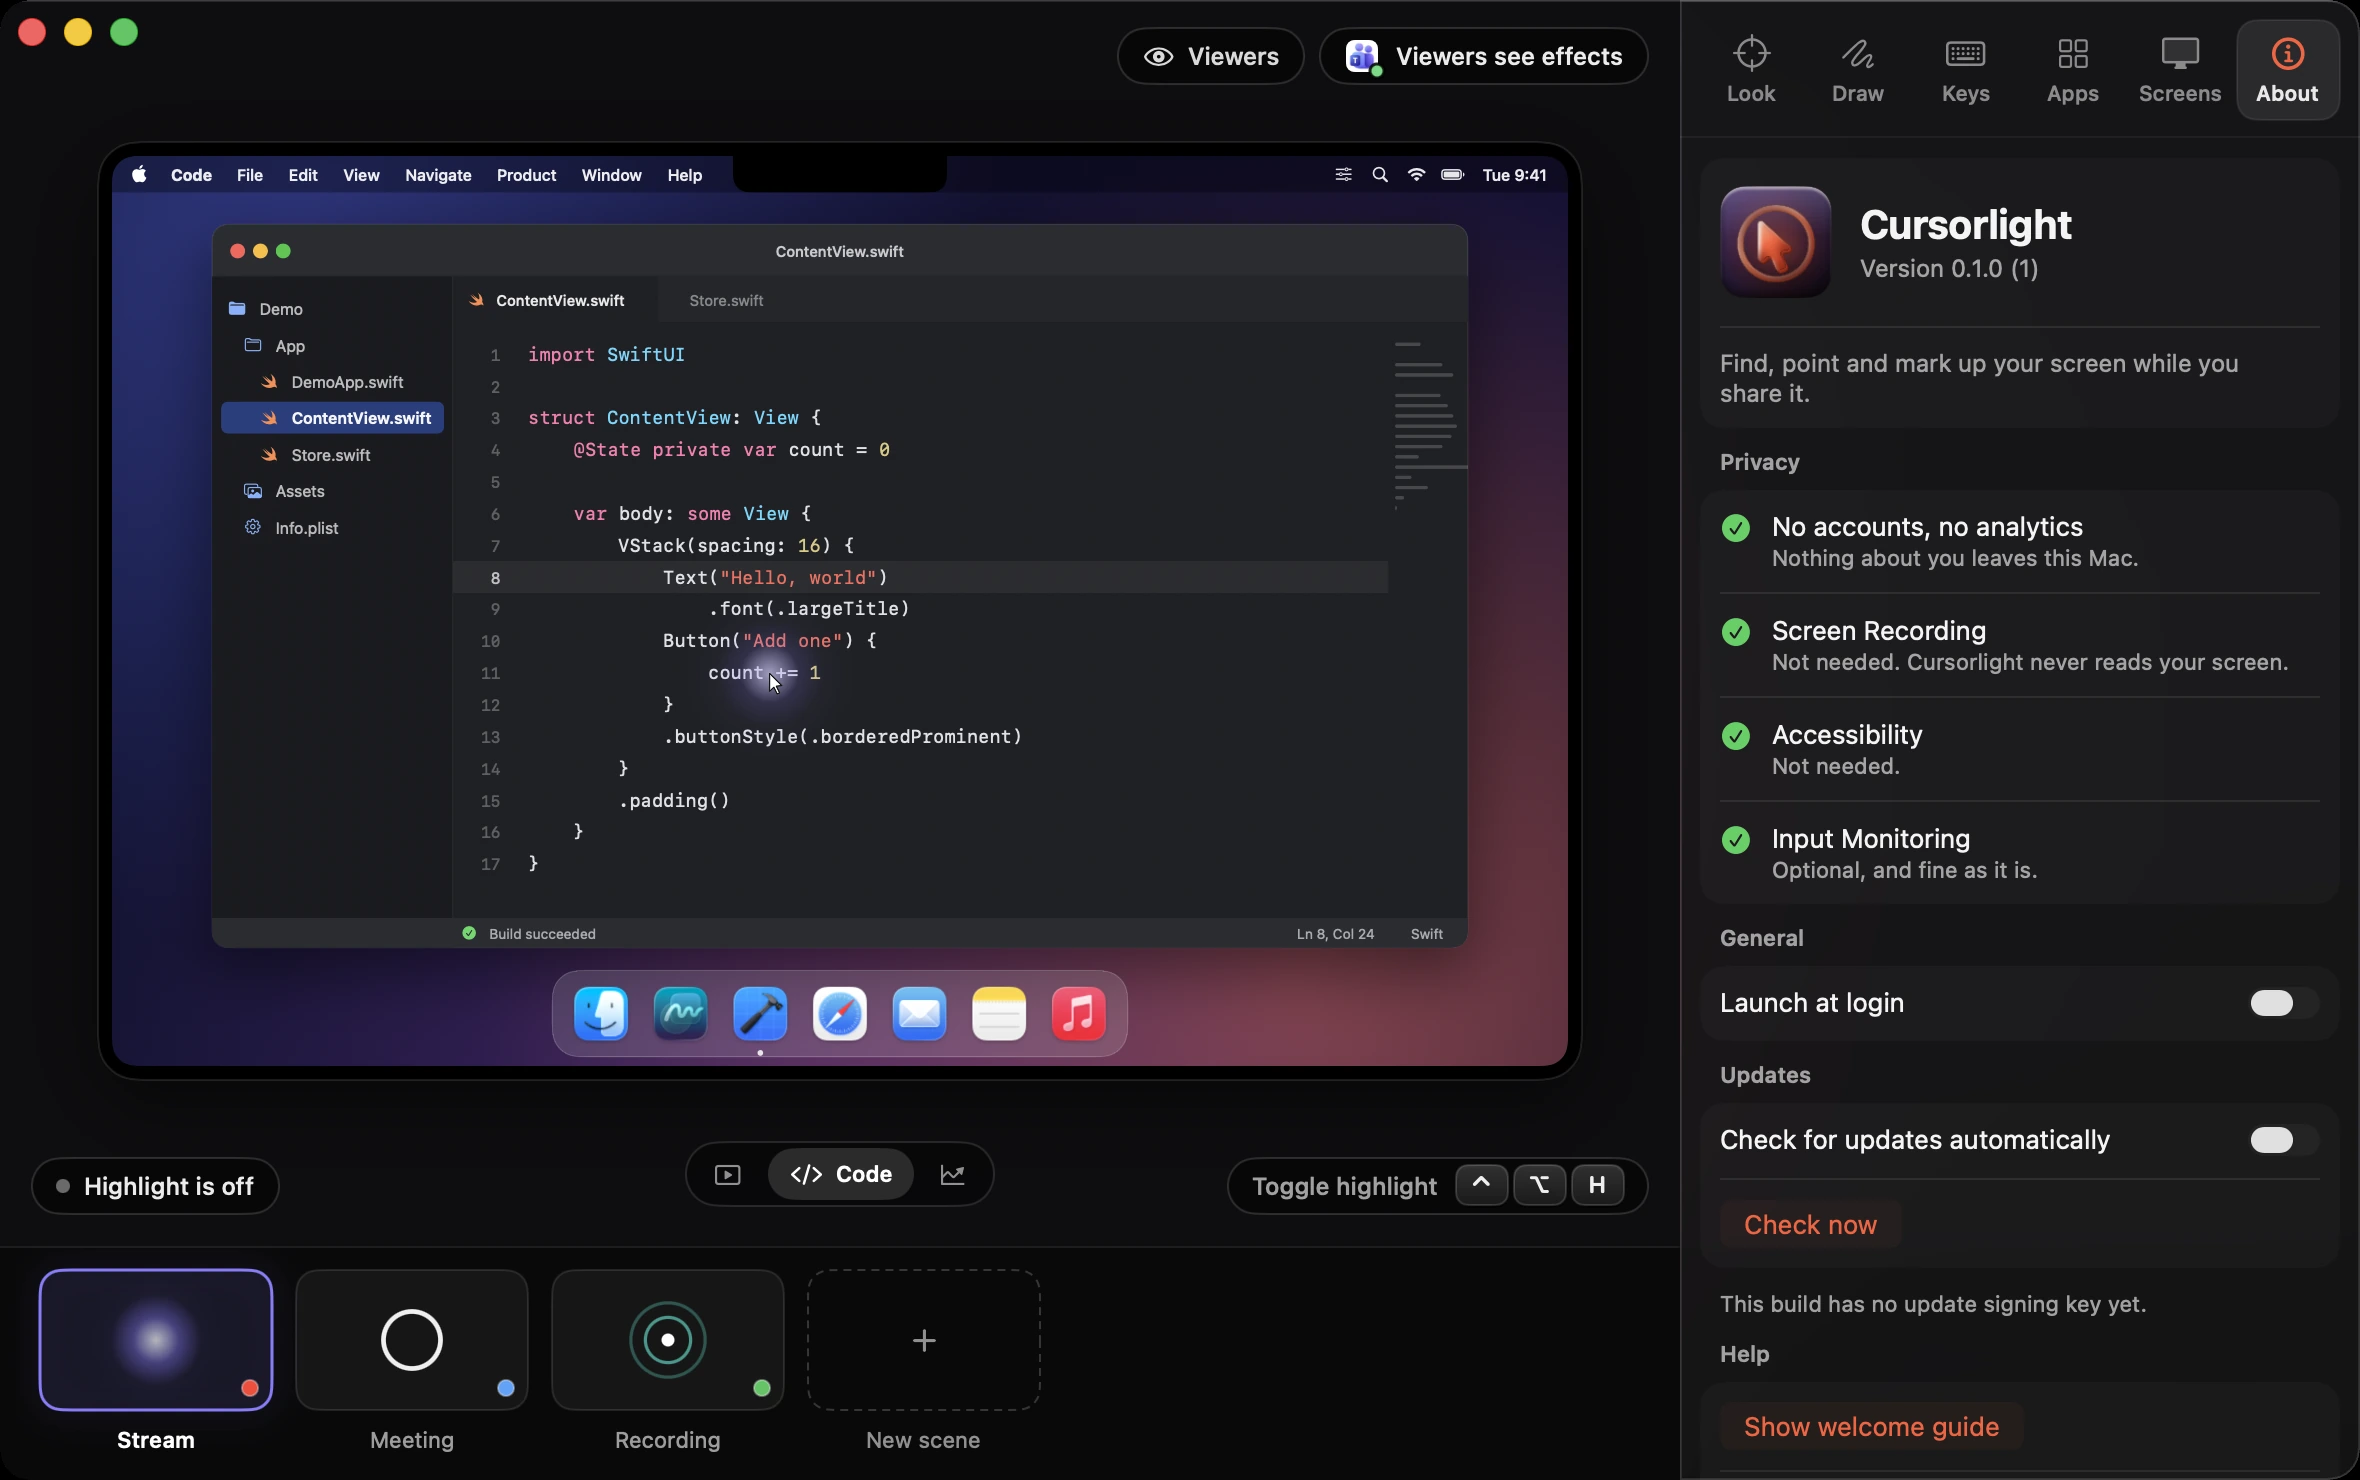 Viewers
Viewers see effects
Look
Draw
Keys
Apps
Screens
About
Code File Edit View Navigate Product Window Help
Tue 9:41
ContentView.swift
Demo
App
DemoApp.swift
ContentView.swift
Store.swift
Assets
Info.plist
ContentView.swift
Store.swift
1 import SwiftUI
2
3 struct ContentView: View {
4 @State private var count = 0
5
6 var body: some View {
7 VStack(spacing: 16) {
8 Text("Hello, world")
9 .font(.largeTitle)
10 Button("Add one") {
11 count += 1
12 }
13 .buttonStyle(.borderedProminent)
14 }
15 .padding()
16 }
17 }
Build succeeded
Ln 8, Col 24
Swift
Highlight is off
</> Code
Toggle highlight ⌃ ⌥ H
Stream
Meeting
Recording
+
New scene
Cursorlight
Version 0.1.0 (1)
Find, point and mark up your screen while you
share it.
Privacy
No accounts, no analytics
Nothing about you leaves this Mac.
Screen Recording
Not needed. Cursorlight never reads your screen.
Accessibility
Not needed.
Input Monitoring
Optional, and fine as it is.
General
Launch at login
Updates
Check for updates automatically
Check now
This build has no update signing key yet.
Help
Show welcome guide